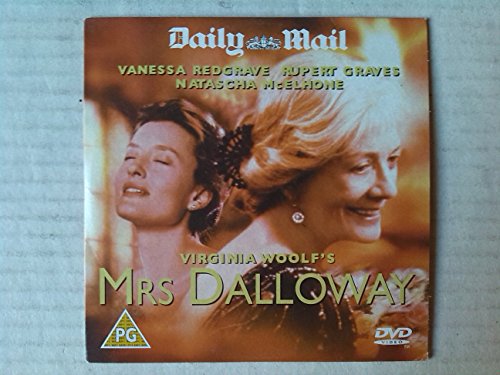 Daily Mail
VANESSA REDGRAVE RUPERT GRAVES
NATASCHA McELHONE
VIRGINIA WOOLF'S
MRS DALLOWAY
PG
DVD
VIDEO